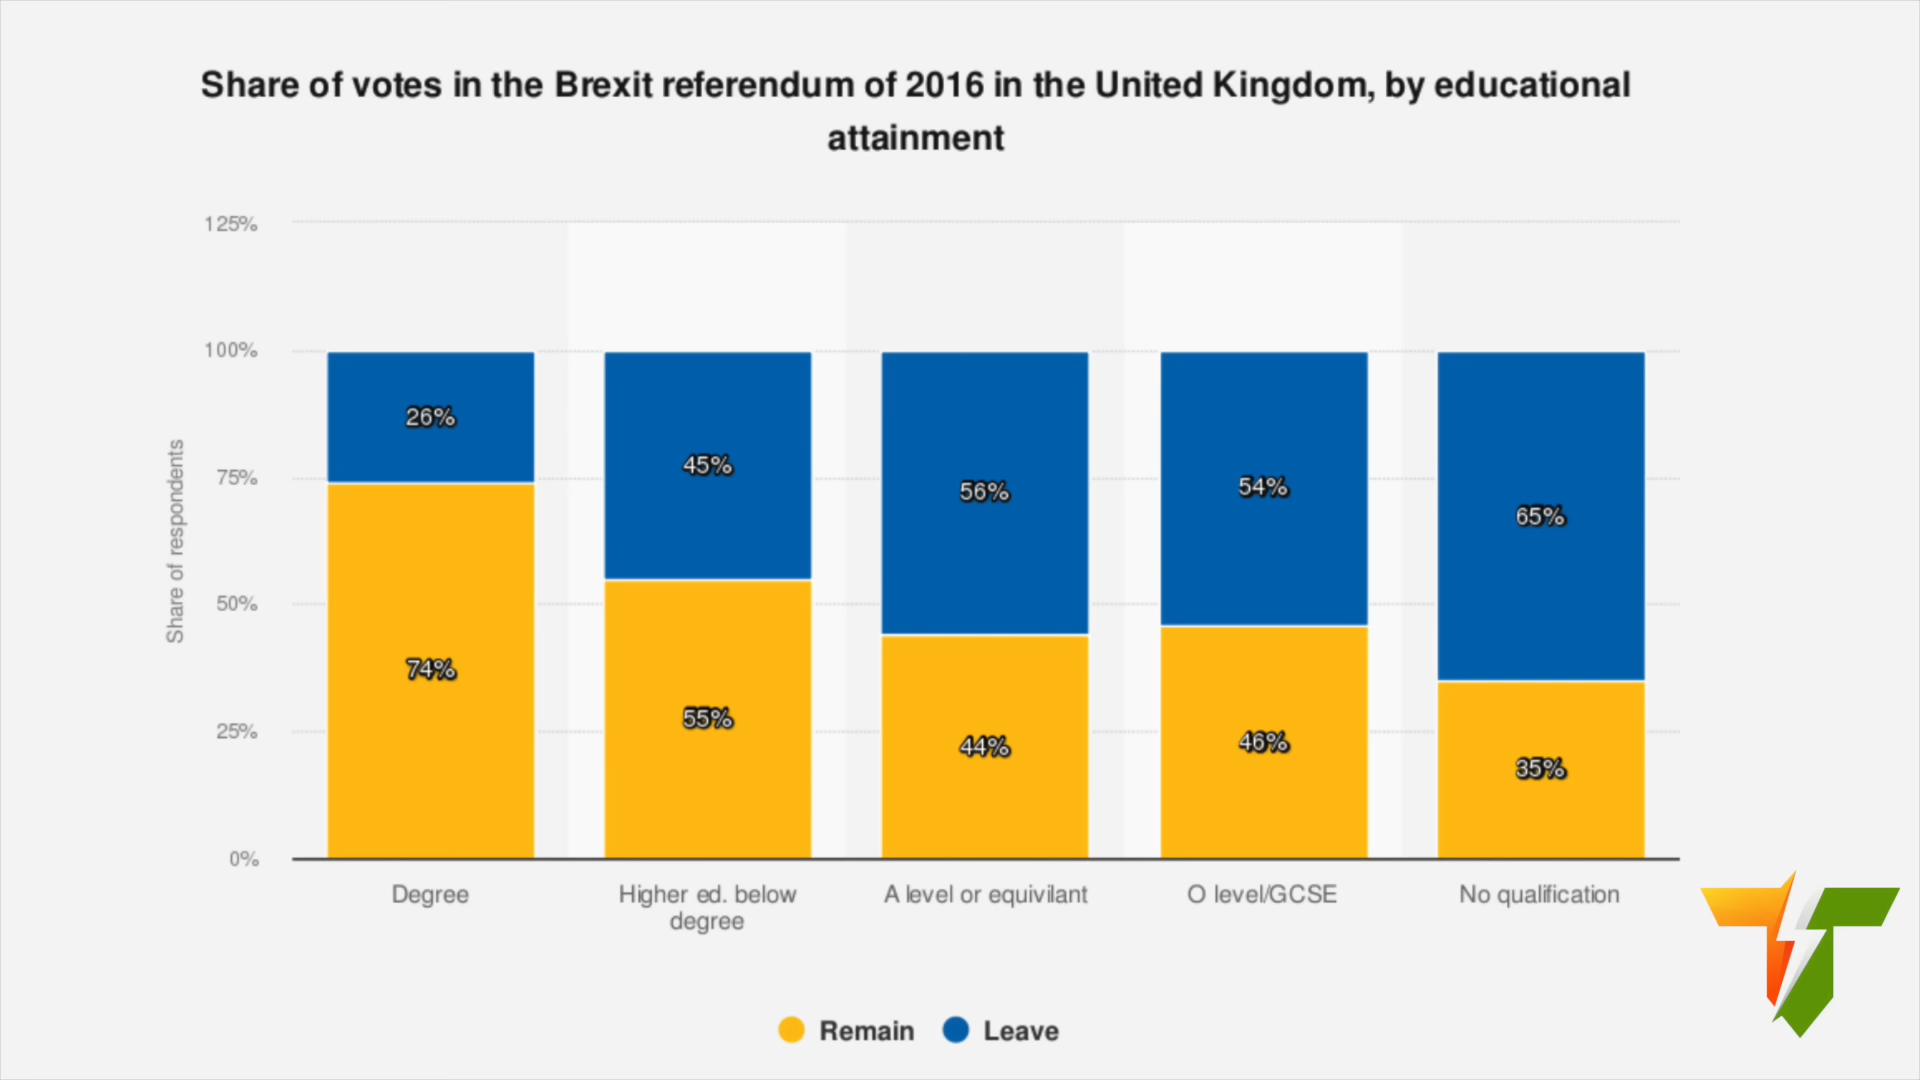 Share of votes in the Brexit referendum of 2016 in the United Kingdom, by educational
attainment
125%
100%
75%
50%
25%
0%
Share of respondents
26%
45%
56%
54%
65%
74%
55%
44%
46%
35%
Degree
Higher ed. below
degree
A level or equivilant
O level/GCSE
No qualification
Remain
Leave